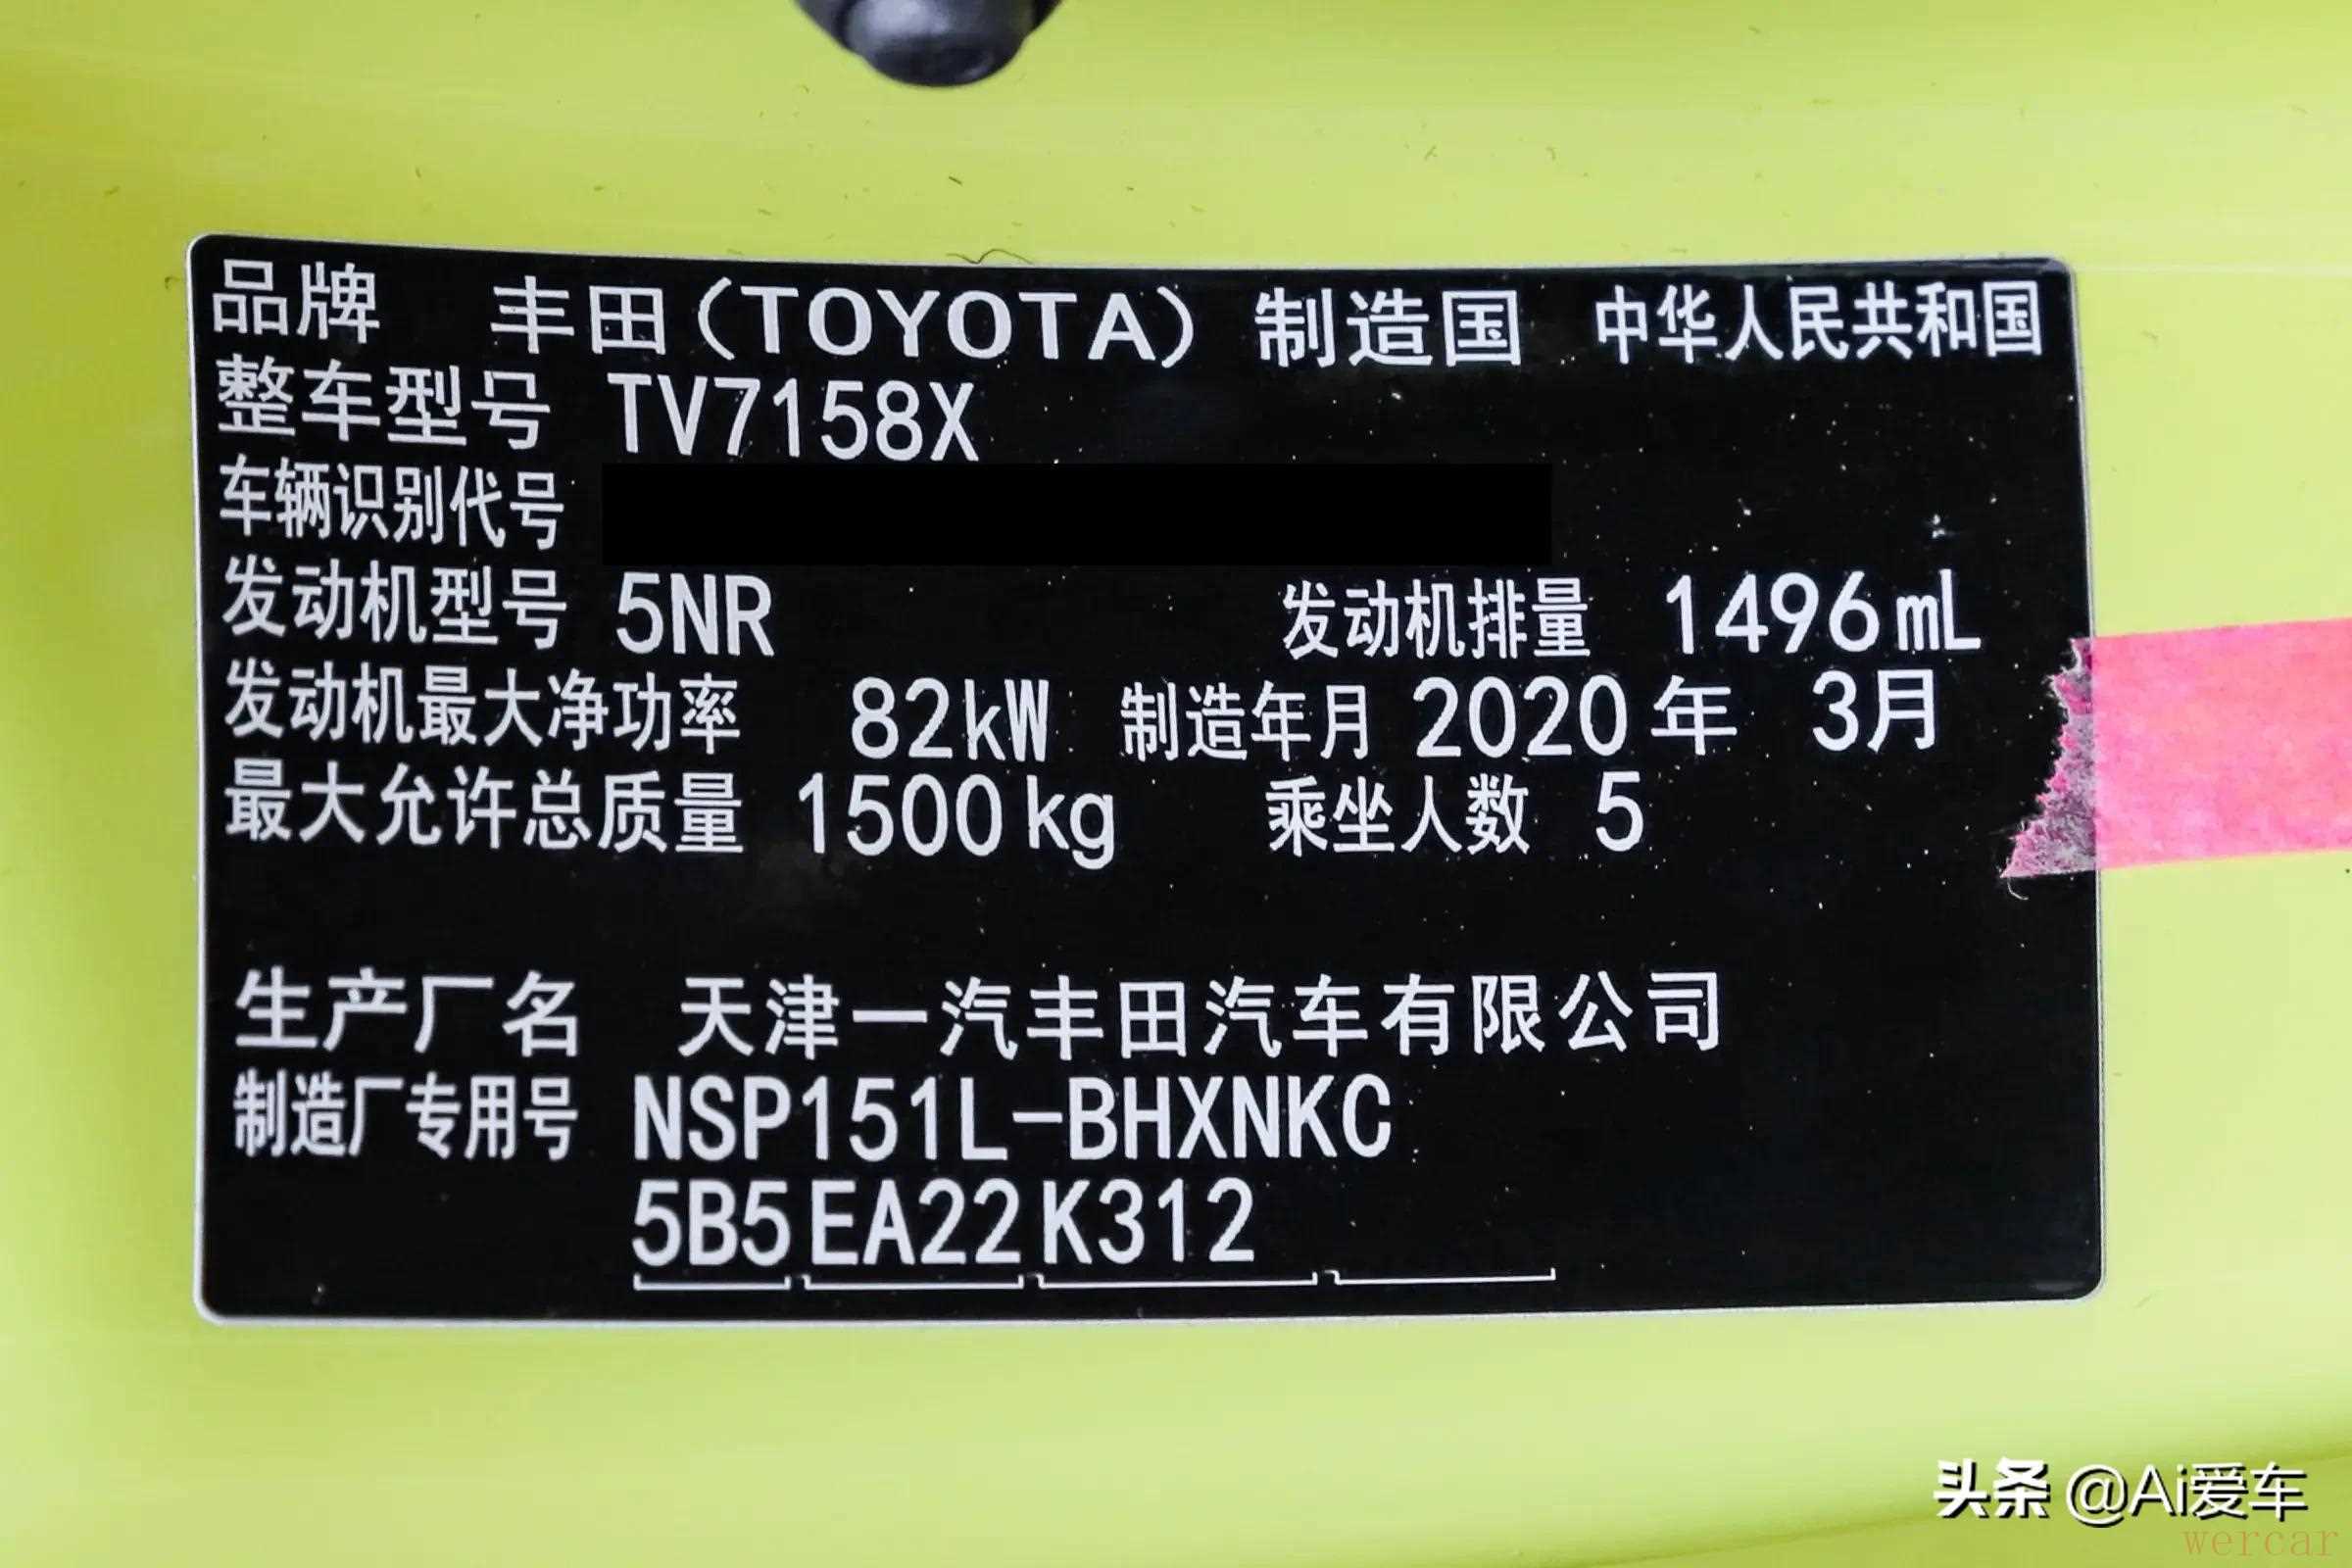 品牌 丰田(TOYOTA) 制造国 中华人民共和国
整车型号 TV7158X
车辆识别代号
发动机型号 5NR 发动机排量 1496mL
发动机最大净功率 82kW 制造年月 2020年 3月
最大允许总质量 1500kg 乘坐人数 5
生产厂名 天津一汽丰田汽车有限公司
制造厂专用号 NSP151L-BHXNKC
5B5 EA22 K312
头条 @Ai爱车
wercar